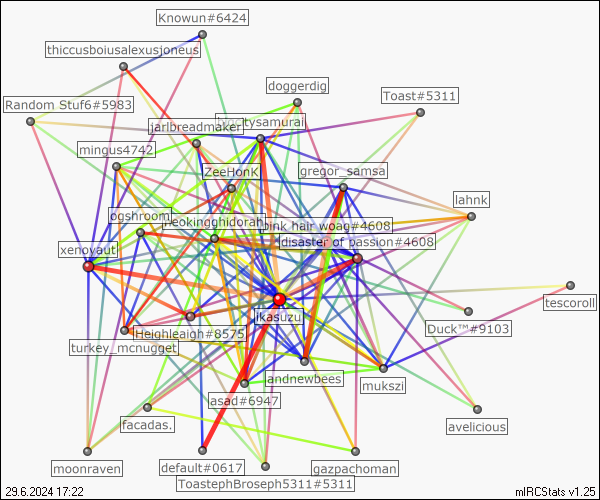 Knowun#6424
thiccusboiusalexusjoneus
doggerdig
Toast#5311
Random Stuf6#5983
jarlbreadmaker
tysamurai
mingus4742
ZeeHonK
gregor_samsa
lahnk
pgshroom
neokingghidorah
pink hair woag#4608
disaster of passion#4608
xenovaut
ikasuzu
tescoroll
Heighleaigh#8575
Duck™#9103
turkey_mcnugget
andnewbees
mukszi
asad#6947
facadas.
avelicious
moonraven
default#0617
gazpachoman
ToastephBroseph5311#5311
29.6.2024 17:22
mIRCStats v1.25